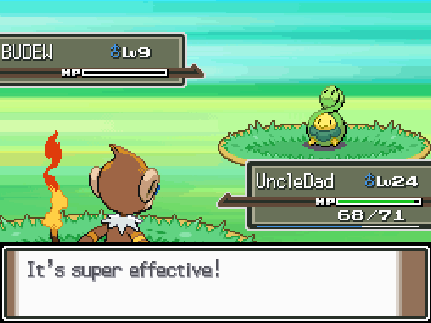 BUDEW ♂Lv9
HP
UncleDad ♂Lv24
HP
68/71
It's super effective!